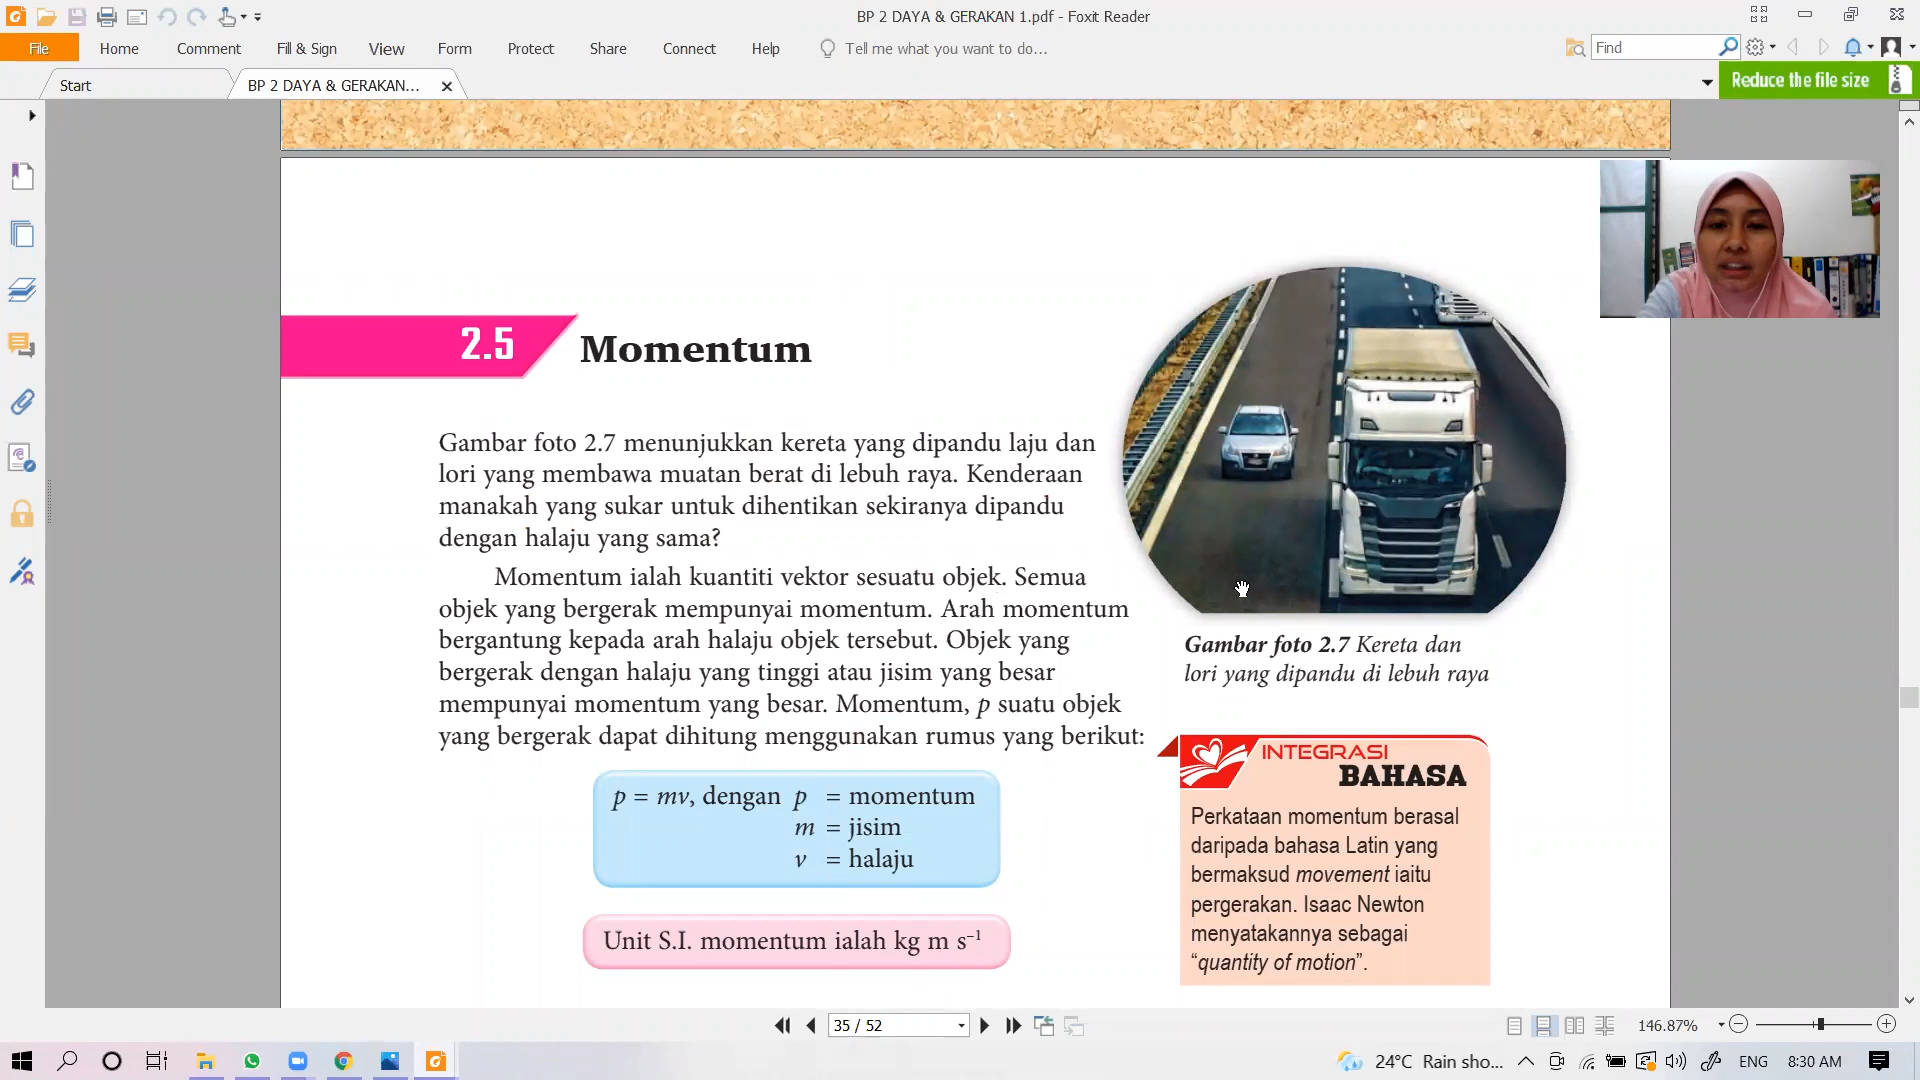 BP 2 DAYA & GERAKAN 1.pdf - Foxit Reader
File Home Comment Fill & Sign View Form Protect Share Connect Help Tell me what you want to do... Find
Start BP 2 DAYA & GERAKAN... Reduce the file size
2.5 Momentum
Gambar foto 2.7 menunjukkan kereta yang dipandu laju dan
lori yang membawa muatan berat di lebuh raya. Kenderaan
manakah yang sukar untuk dihentikan sekiranya dipandu
dengan halaju yang sama?
Momentum ialah kuantiti vektor sesuatu objek. Semua
objek yang bergerak mempunyai momentum. Arah momentum
bergantung kepada arah halaju objek tersebut. Objek yang
bergerak dengan halaju yang tinggi atau jisim yang besar
mempunyai momentum yang besar. Momentum, p suatu objek
yang bergerak dapat dihitung menggunakan rumus yang berikut:
p = mv, dengan p = momentum
m = jisim
v = halaju
Unit S.I. momentum ialah kg m s⁻¹
Gambar foto 2.7 Kereta dan
lori yang dipandu di lebuh raya
INTEGRASI
BAHASA
Perkataan momentum berasal
daripada bahasa Latin yang
bermaksud movement iaitu
pergerakan. Isaac Newton
menyatakannya sebagai
“quantity of motion”.
35 / 52
146.87%
24°C Rain sho... ENG 8:30 AM